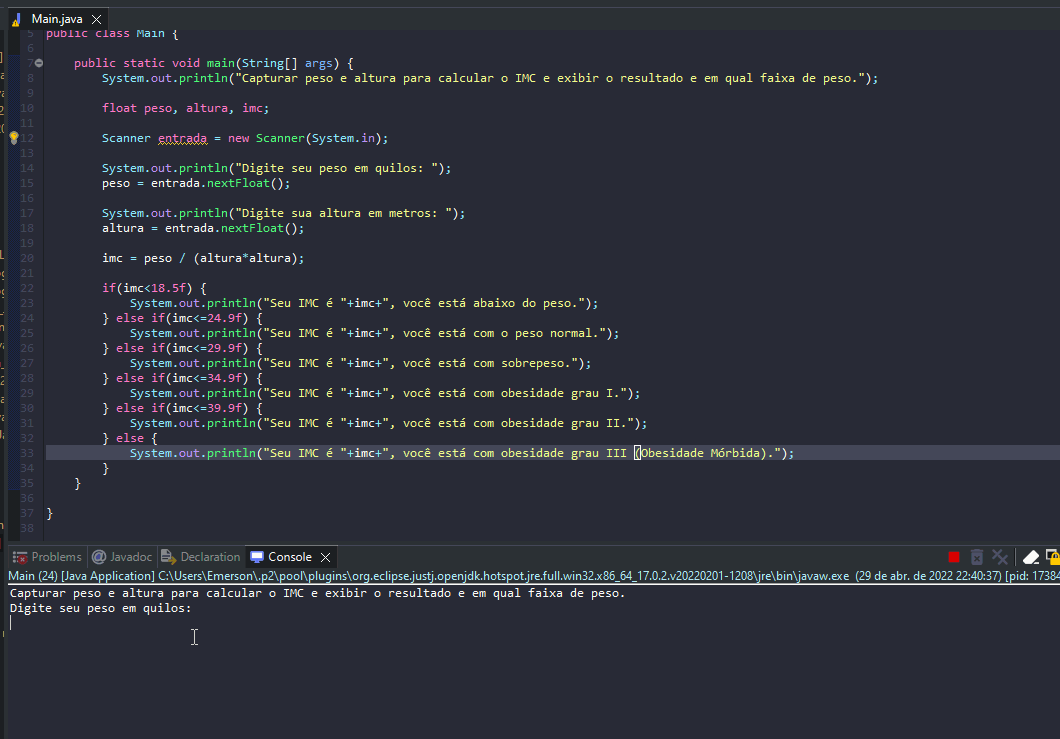 Main.java
5 public class Main {
6
7 public static void main(String[] args) {
8 System.out.println("Capturar peso e altura para calcular o IMC e exibir o resultado e em qual faixa de peso.");
9
10 float peso, altura, imc;
11
12 Scanner entrada = new Scanner(System.in);
13
14 System.out.println("Digite seu peso em quilos: ");
15 peso = entrada.nextFloat();
16
17 System.out.println("Digite sua altura em metros: ");
18 altura = entrada.nextFloat();
19
20 imc = peso / (altura*altura);
21
22 if(imc<18.5f) {
23 System.out.println("Seu IMC é "+imc+", você está abaixo do peso.");
24 } else if(imc<=24.9f) {
25 System.out.println("Seu IMC é "+imc+", você está com o peso normal.");
26 } else if(imc<=29.9f) {
27 System.out.println("Seu IMC é "+imc+", você está com sobrepeso.");
28 } else if(imc<=34.9f) {
29 System.out.println("Seu IMC é "+imc+", você está com obesidade grau I.");
30 } else if(imc<=39.9f) {
31 System.out.println("Seu IMC é "+imc+", você está com obesidade grau II.");
32 } else {
33 System.out.println("Seu IMC é "+imc+", você está com obesidade grau III (Obesidade Mórbida).");
34 }
35 }
36
37 }
38
Problems @ Javadoc Declaration Console
Main (24) [Java Application] C:\Users\Emerson\.p2\pool\plugins\org.eclipse.justj.openjdk.hotspot.jre.full.win32.x86_64_17.0.2.v20220201-1208\jre\bin\javaw.exe (29 de abr. de 2022 22:40:37) [pid: 17384
Capturar peso e altura para calcular o IMC e exibir o resultado e em qual faixa de peso.
Digite seu peso em quilos: